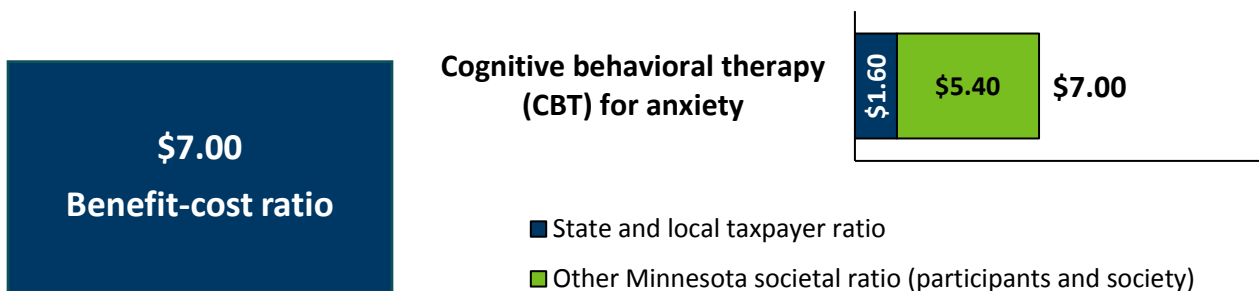 $7.00
Benefit-cost ratio
Cognitive behavioral therapy
(CBT) for anxiety
$1.60
$5.40
$7.00
State and local taxpayer ratio
Other Minnesota societal ratio (participants and society)